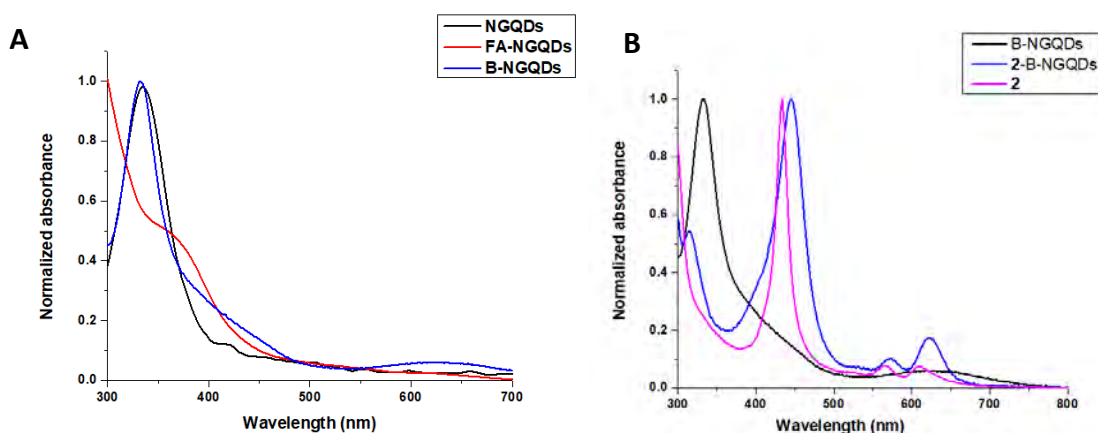 A
NGQDs
FA-NGQDs
B-NGQDs
1.0
0.8
0.6
0.4
0.2
0.0
Normalized absorbance
300
400
500
600
700
Wavelength (nm)
B
B-NGQDs
2-B-NGQDs
2
1.0
0.8
0.6
0.4
0.2
0.0
Normalized absorbance
300
400
500
600
700
800
Wavelength (nm)